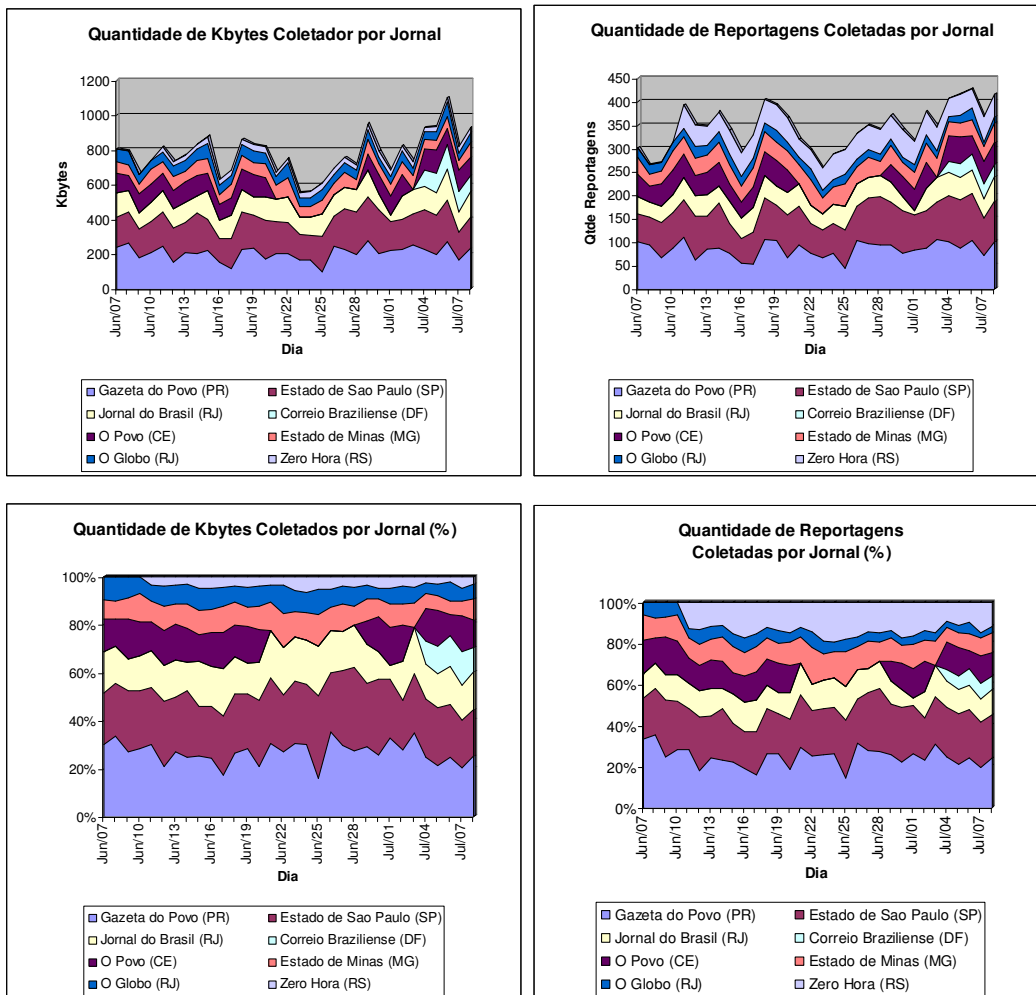 Quantidade de Kbytes Coletador por Jornal
1200
1000
800
600
400
200
0
Kbytes
Jun/07
Jun/10
Jun/13
Jun/16
Jun/19
Jun/22
Jun/25
Jun/28
Jul/01
Jul/04
Jul/07
Dia
Gazeta do Povo (PR)
Estado de Sao Paulo (SP)
Jornal do Brasil (RJ)
Correio Braziliense (DF)
O Povo (CE)
Estado de Minas (MG)
O Globo (RJ)
Zero Hora (RS)
Quantidade de Reportagens Coletadas por Jornal
450
400
350
300
250
200
150
100
50
0
Qtde Reportagens
Jun/07
Jun/10
Jun/13
Jun/16
Jun/19
Jun/22
Jun/25
Jun/28
Jul/01
Jul/04
Jul/07
Dia
Gazeta do Povo (PR)
Estado de Sao Paulo (SP)
Jornal do Brasil (RJ)
Correio Braziliense (DF)
O Povo (CE)
Estado de Minas (MG)
O Globo (RJ)
Zero Hora (RS)
Quantidade de Kbytes Coletados por Jornal (%)
100%
80%
60%
40%
20%
0%
Jun/07
Jun/10
Jun/13
Jun/16
Jun/19
Jun/22
Jun/25
Jun/28
Jul/01
Jul/04
Jul/07
Dia
Gazeta do Povo (PR)
Estado de Sao Paulo (SP)
Jornal do Brasil (RJ)
Correio Braziliense (DF)
O Povo (CE)
Estado de Minas (MG)
O Globo (RJ)
Zero Hora (RS)
Quantidade de Reportagens
Coletadas por Jornal (%)
100%
80%
60%
40%
20%
0%
Jun/07
Jun/10
Jun/13
Jun/16
Jun/19
Jun/22
Jun/25
Jun/28
Jul/01
Jul/04
Jul/07
Dia
Gazeta do Povo (PR)
Estado de Sao Paulo (SP)
Jornal do Brasil (RJ)
Correio Braziliense (DF)
O Povo (CE)
Estado de Minas (MG)
O Globo (RJ)
Zero Hora (RS)